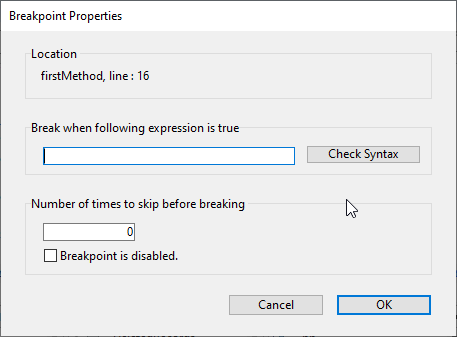 Breakpoint Properties
Location
firstMethod, line : 16
Break when following expression is true
Check Syntax
Number of times to skip before breaking
0
Breakpoint is disabled.
Cancel
OK